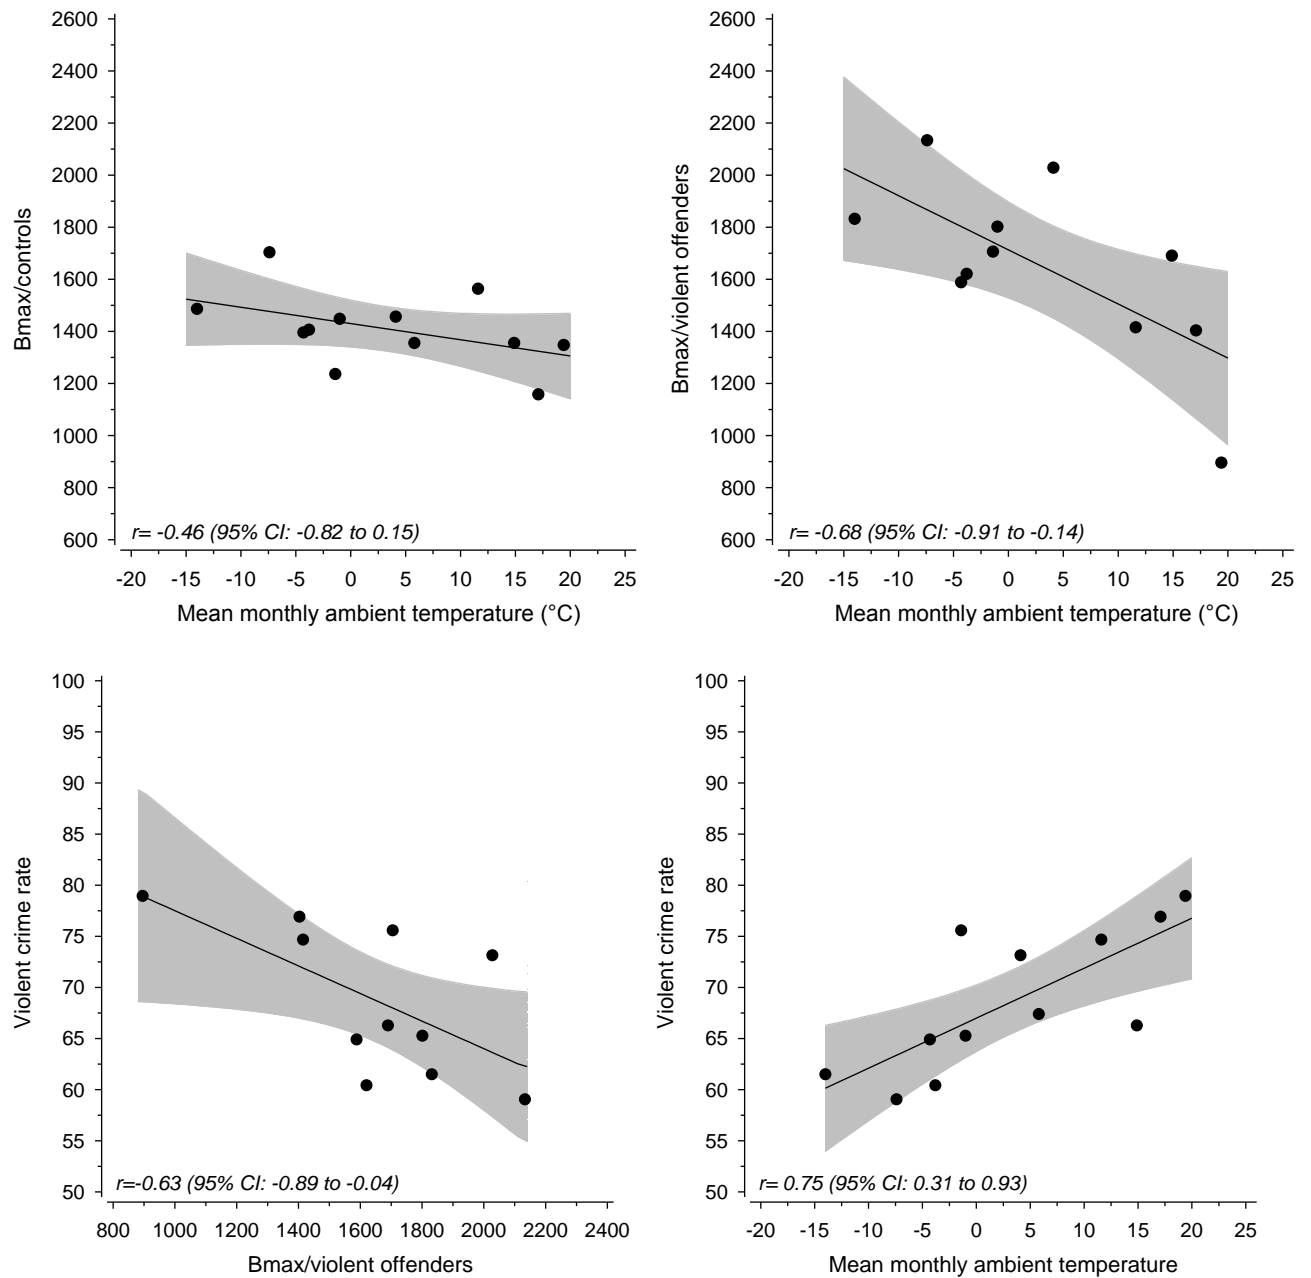 2600
2400
2200
2000
1800
1600
1400
1200
1000
800
600
Bmax/controls
r= -0.46 (95% CI: -0.82 to 0.15)
-20 -15 -10 -5 0 5 10 15 20 25
Mean monthly ambient temperature (°C)
2600
2400
2200
2000
1800
1600
1400
1200
1000
800
600
Bmax/violent offenders
r= -0.68 (95% CI: -0.91 to -0.14)
-20 -15 -10 -5 0 5 10 15 20 25
Mean monthly ambient temperature (°C)
100
95
90
85
80
75
70
65
60
55
50
Violent crime rate
r=-0.63 (95% CI: -0.89 to -0.04)
800 1000 1200 1400 1600 1800 2000 2200 2400
Bmax/violent offenders
100
95
90
85
80
75
70
65
60
55
50
Violent crime rate
r= 0.75 (95% CI: 0.31 to 0.93)
-20 -15 -10 -5 0 5 10 15 20 25
Mean monthly ambient temperature